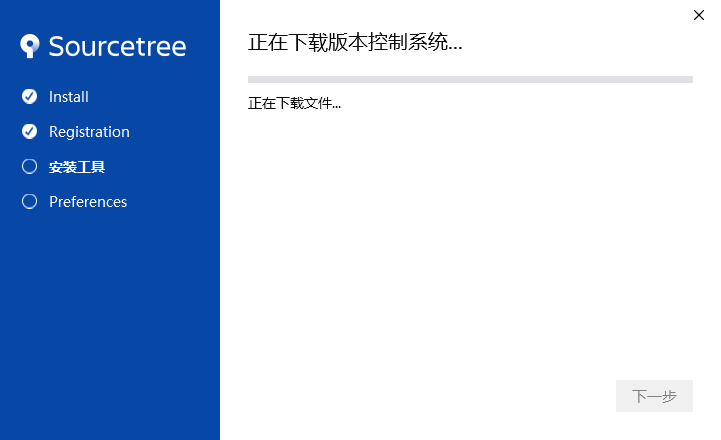 Sourcetree
Install
Registration
安装工具
Preferences
正在下载版本控制系统...
正在下载文件...
下一步